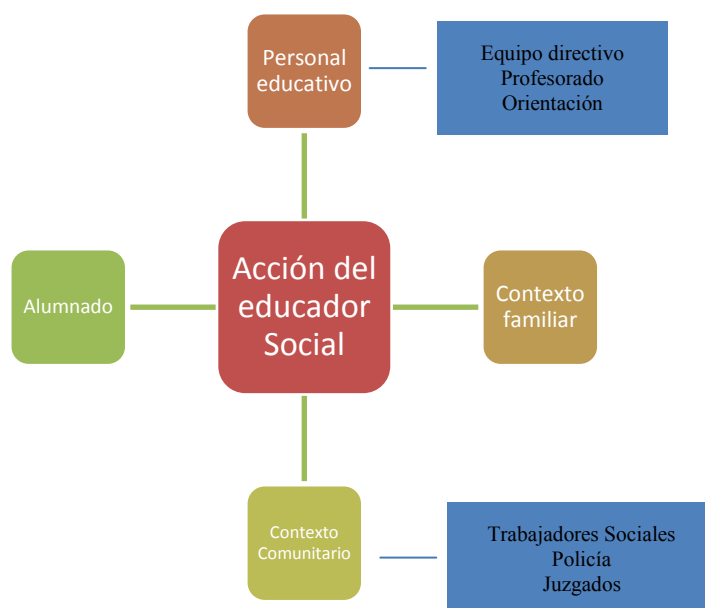 Personal
educativo
Equipo directivo
Profesorado
Orientación
Alumnado
Acción del
educador
Social
Contexto
familiar
Contexto
Comunitario
Trabajadores Sociales
Policía
Juzgados